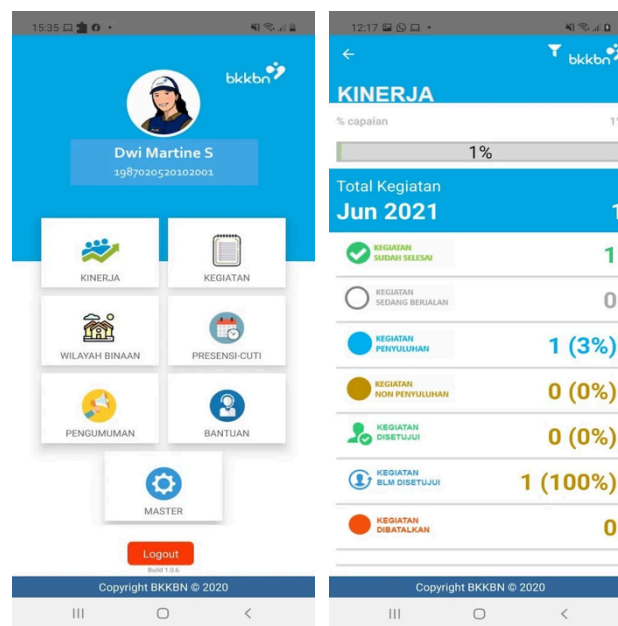 15:35
bkkbn
Dwi Martine S
1987020520102001
KINERJA
KEGIATAN
WILAYAH BINAAN
PRESENSI-CUTI
PENGUMUMAN
BANTUAN
MASTER
Logout
Build 1.0.6
Copyright BKKBN © 2020
12:17
bkkbn
KINERJA
% capaian
1%
Total Kegiatan
Jun 2021
1
KEGIATAN
SUDAH SELESAI
1
KEGIATAN
SEDANG BERJALAN
0
KEGIATAN
PENYULUHAN
1 (3%)
KEGIATAN
NON PENYULUHAN
0 (0%)
KEGIATAN
DISETUJUI
0 (0%)
KEGIATAN
BLM DISETUJUI
1 (100%)
KEGIATAN
DIBATALKAN
0
Copyright BKKBN © 2020